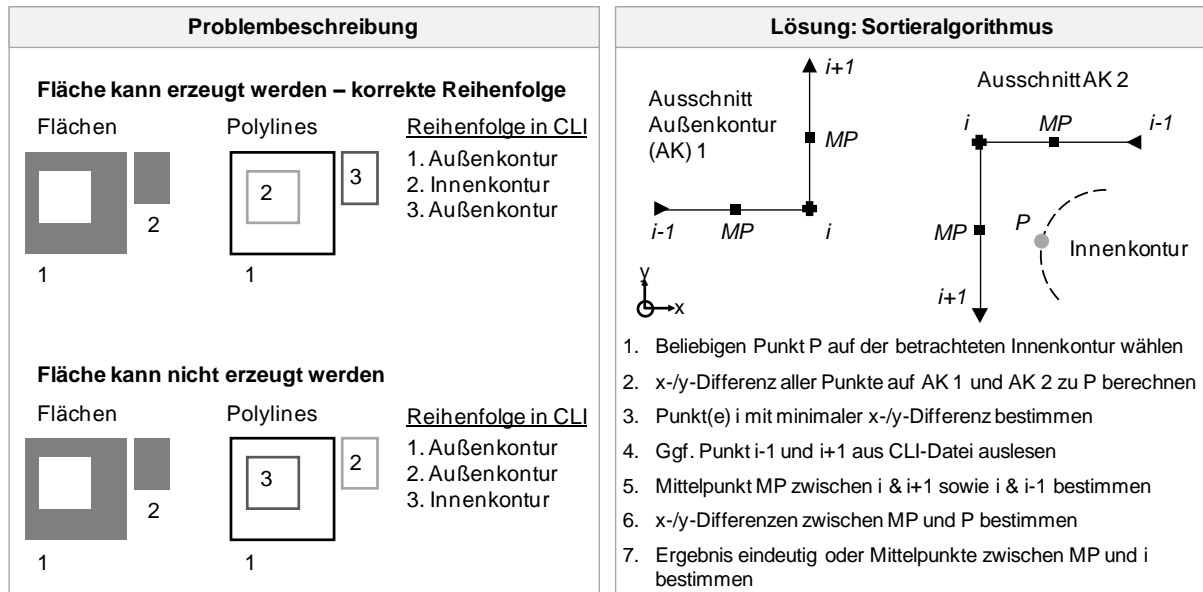 Problembeschreibung
Fläche kann erzeugt werden – korrekte Reihenfolge
Flächen
Polylines
Reihenfolge in CLI
1. Außenkontur
2. Innenkontur
3. Außenkontur
2
3
2
1
1
Fläche kann nicht erzeugt werden
Flächen
Polylines
Reihenfolge in CLI
1. Außenkontur
2. Außenkontur
3. Innenkontur
3
2
2
1
1
Lösung: Sortieralgorithmus
i+1
Ausschnitt
Außenkontur
(AK) 1
MP
i-1
MP
i
y
x
Ausschnitt AK 2
i
MP
i-1
MP
P
Innenkontur
i+1
1. Beliebigen Punkt P auf der betrachteten Innenkontur wählen
2. x-/y-Differenz aller Punkte auf AK 1 und AK 2 zu P berechnen
3. Punkt(e) i mit minimaler x-/y-Differenz bestimmen
4. Ggf. Punkt i-1 und i+1 aus CLI-Datei auslesen
5. Mittelpunkt MP zwischen i & i+1 sowie i & i-1 bestimmen
6. x-/y-Differenzen zwischen MP und P bestimmen
7. Ergebnis eindeutig oder Mittelpunkte zwischen MP und i
bestimmen